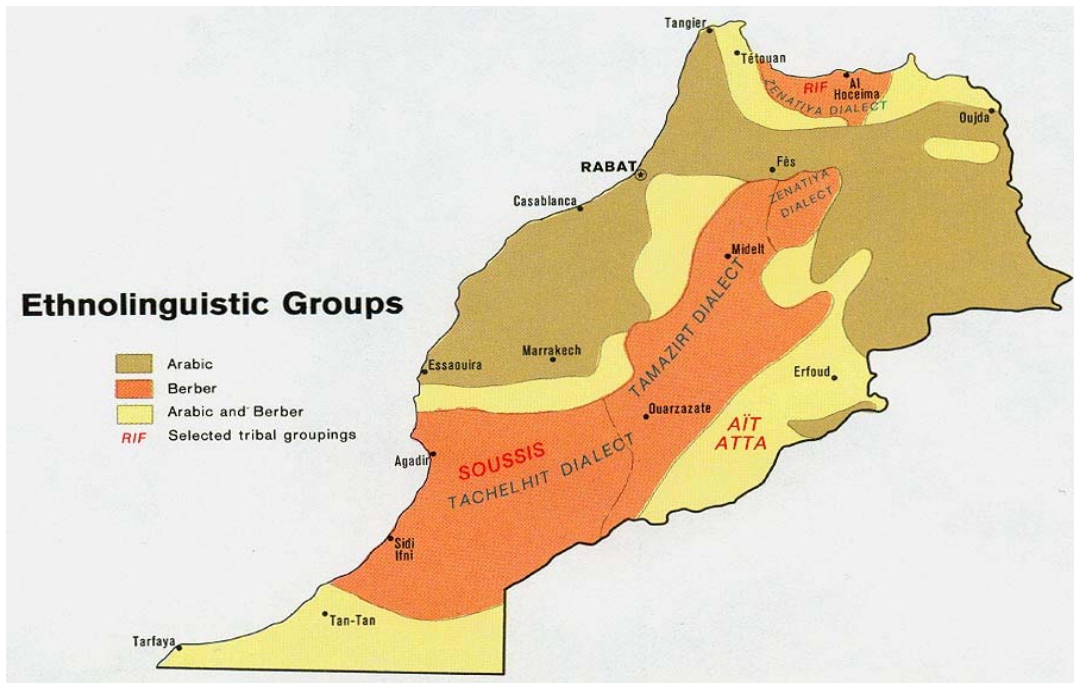 Tangier
Tétouan
RIF
Al
Hoceima
ZENATIYA DIALECT
Oujda
Fès
RABAT
ZENATIYA
DIALECT
Casablanca
Midelt
Ethnolinguistic Groups
TAMAZIRT DIALECT
Arabic
Berber
Arabic and Berber
RIF Selected tribal groupings
Marrakech
Essaouira
Erfoud
Ouarzazate
AÏT
ATTA
SOUSSIS
Agadir
TACHELHIT DIALECT
Sidi
Ifni
Tan-Tan
Tarfaya